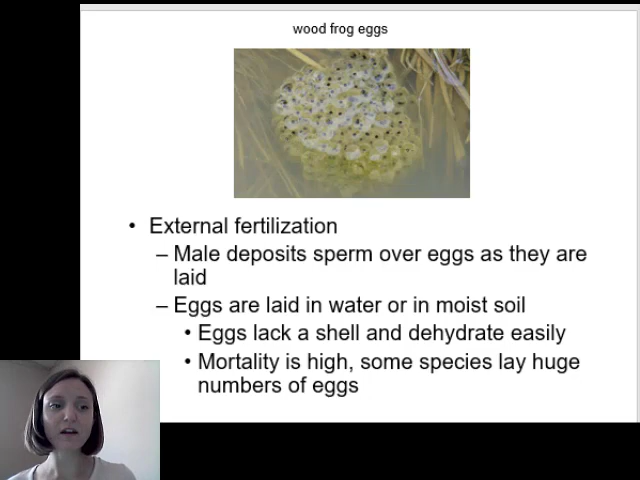 wood frog eggs
• External fertilization
– Male deposits sperm over eggs as they are
laid
– Eggs are laid in water or in moist soil
• Eggs lack a shell and dehydrate easily
• Mortality is high, some species lay huge
numbers of eggs